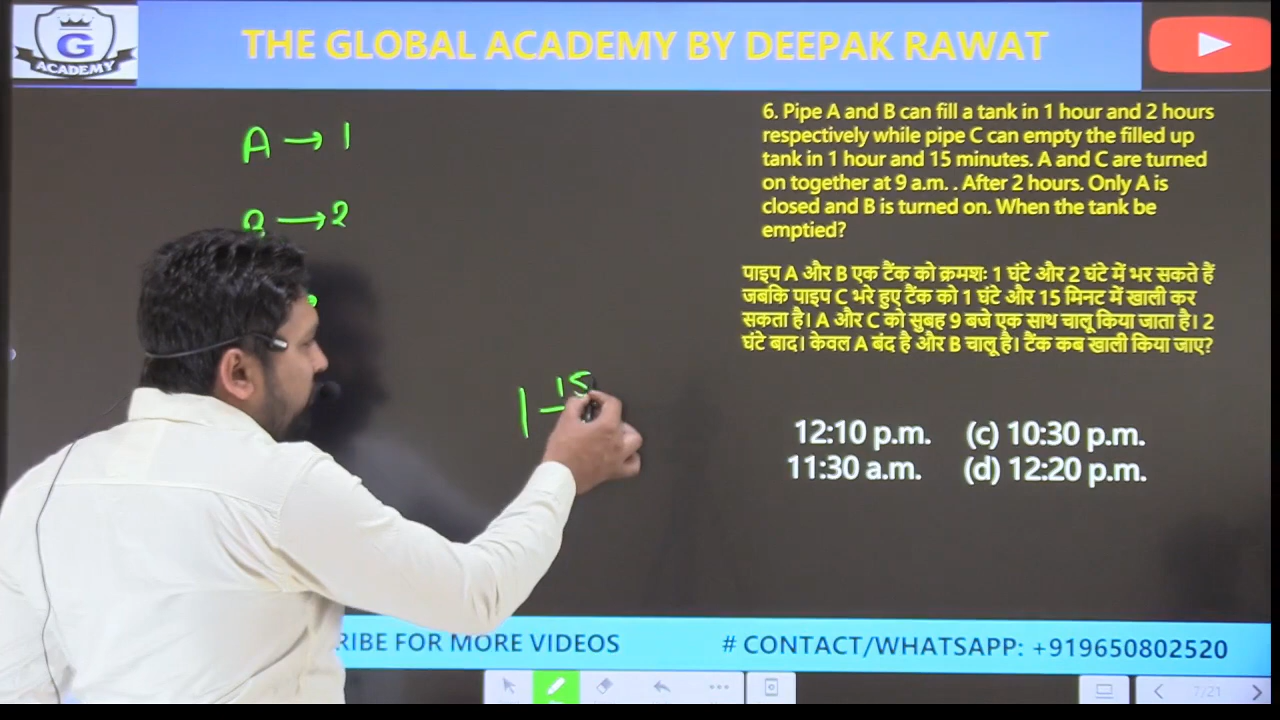 G
ACADEMY
THE GLOBAL ACADEMY BY DEEPAK RAWAT
A → 1
B → 2
1 15
6. Pipe A and B can fill a tank in 1 hour and 2 hours
respectively while pipe C can empty the filled up
tank in 1 hour and 15 minutes. A and C are turned
on together at 9 a.m. . After 2 hours. Only A is
closed and B is turned on. When the tank be
emptied?
पाइप A और B एक टैंक को क्रमशः 1 घंटे और 2 घंटे में भर सकते हैं
जबकि पाइप C भरे हुए टैंक को 1 घंटे और 15 मिनट में खाली कर
सकता है। A और C को सुबह 9 बजे एक साथ चालू किया जाता है। 2
घंटे बाद। केवल A बंद है और B चालू है। टैंक कब खाली किया जाए?
12:10 p.m. (c) 10:30 p.m.
11:30 a.m. (d) 12:20 p.m.
RIBE FOR MORE VIDEOS # CONTACT/WHATSAPP: +919650802520
7/21